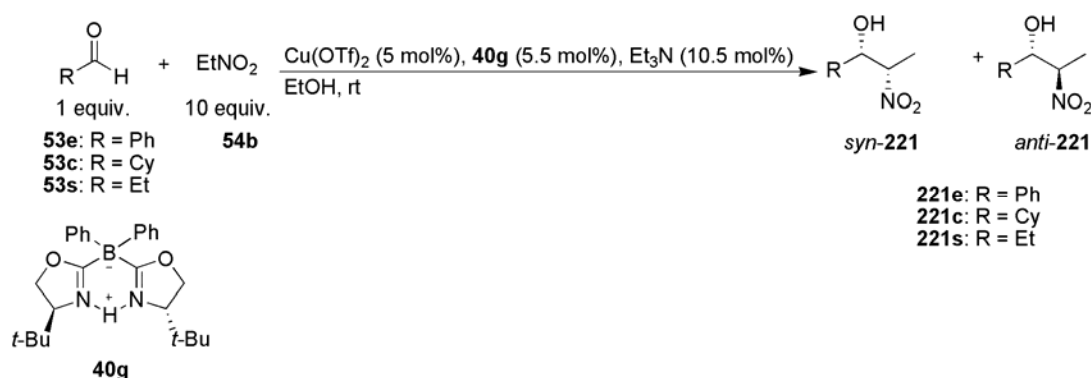 O
R H + EtNO2 Cu(OTf)2 (5 mol%), 40g (5.5 mol%), Et3N (10.5 mol%)
EtOH, rt
OH
R
NO2
+
OH
R
NO2
1 equiv. 10 equiv.
53e: R = Ph 54b
53c: R = Cy
53s: R = Et
syn-221 anti-221
221e: R = Ph
221c: R = Cy
221s: R = Et
Ph Ph
B
−
O O
N + N
H
t-Bu t-Bu
40g